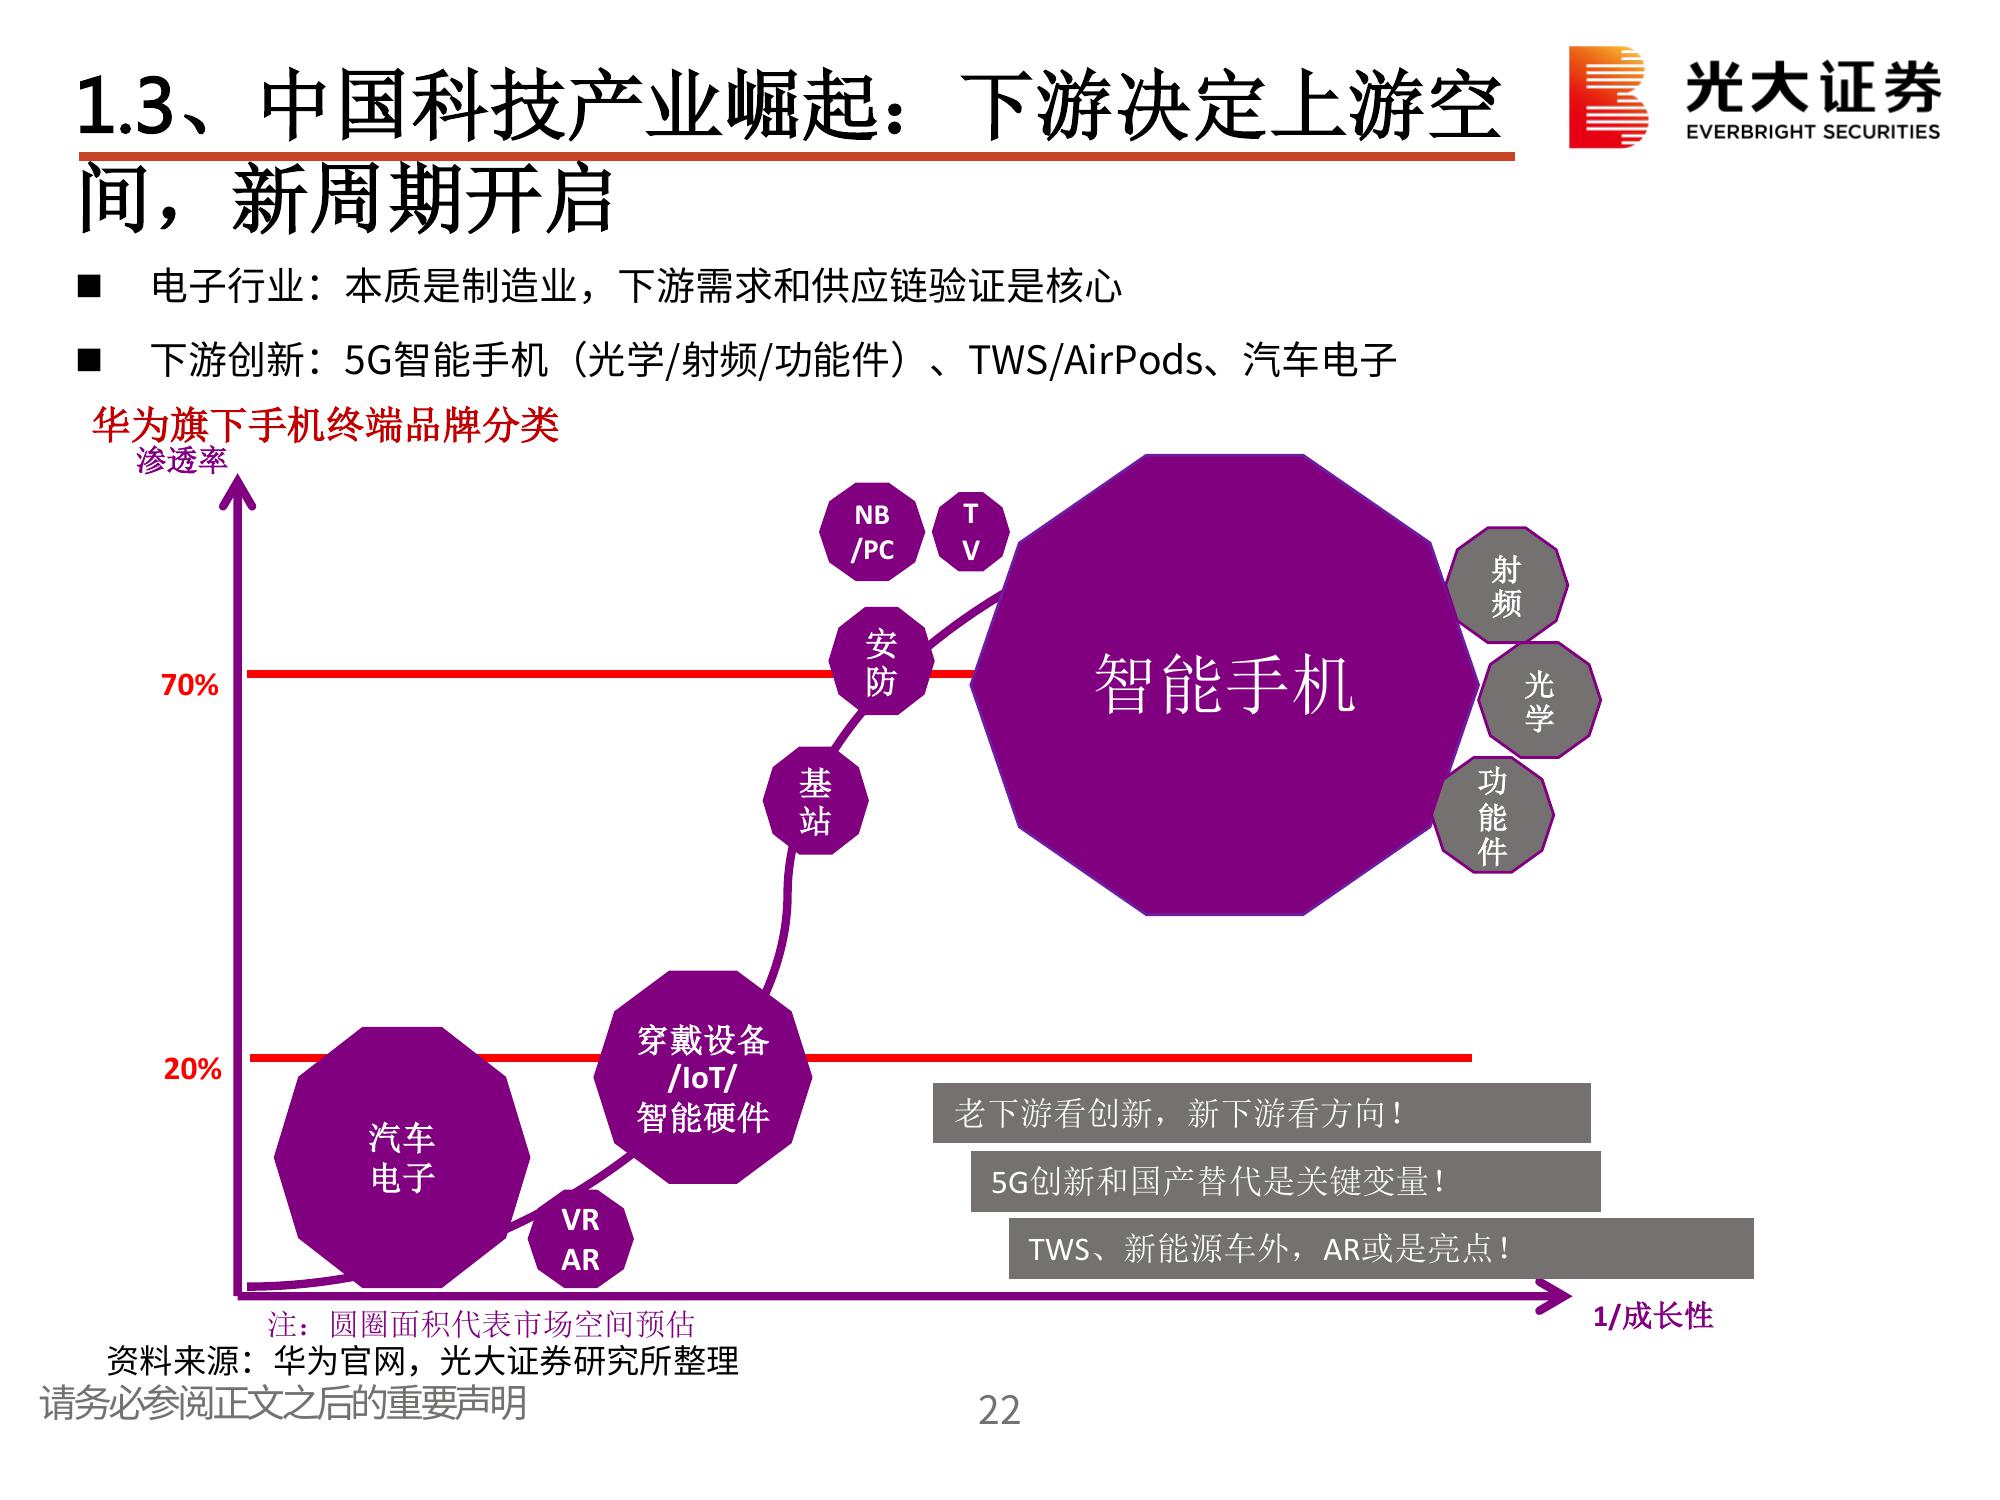 1.3、中国科技产业崛起：下游决定上游空
间，新周期开启
光大证券
EVERBRIGHT SECURITIES
■ 电子行业：本质是制造业，下游需求和供应链验证是核心
■ 下游创新：5G智能手机（光学/射频/功能件）、TWS/AirPods、汽车电子
华为旗下手机终端品牌分类
渗透率
NB
/PC
T
V
射
频
安
防
70%
智能手机
光
学
基
站
功
能
件
穿戴设备
/IoT/
智能硬件
20%
汽车
电子
VR
AR
老下游看创新，新下游看方向！
5G创新和国产替代是关键变量！
TWS、新能源车外，AR或是亮点！
1/成长性
注：圆圈面积代表市场空间预估
资料来源：华为官网，光大证券研究所整理
请务必参阅正文之后的重要声明
22